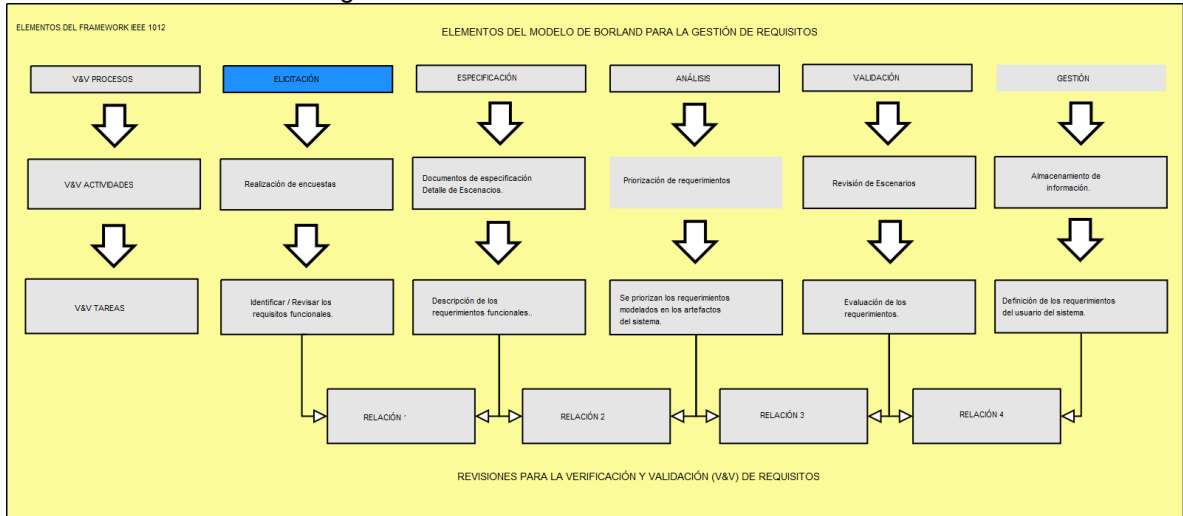 ELEMENTOS DEL FRAMEWORK IEEE 1012
ELEMENTOS DEL MODELO DE BORLAND PARA LA GESTIÓN DE REQUISITOS
V&V PROCESOS
ELICITACIÓN
ESPECIFICACIÓN
ANÁLISIS
VALIDACIÓN
GESTIÓN
V&V ACTIVIDADES
Realización de encuestas
Documentos de especificación
Detalle de Escenacios.
Priorización de requerimientos
Revisión de Escenarios
Almacenamiento de
información.
V&V TAREAS
Identificar / Revisar los
requisitos funcionales.
Descripción de los
requerimientos funcionales..
Se priorizan los requerimientos
modelados en los artefactos
del sistema.
Evaluación de los
requerimientos.
Definición de los requerimientos
del usuario del sistema.
RELACIÓN 1
RELACIÓN 2
RELACIÓN 3
RELACIÓN 4
REVISIONES PARA LA VERIFICACIÓN Y VALIDACIÓN (V&V) DE REQUISITOS